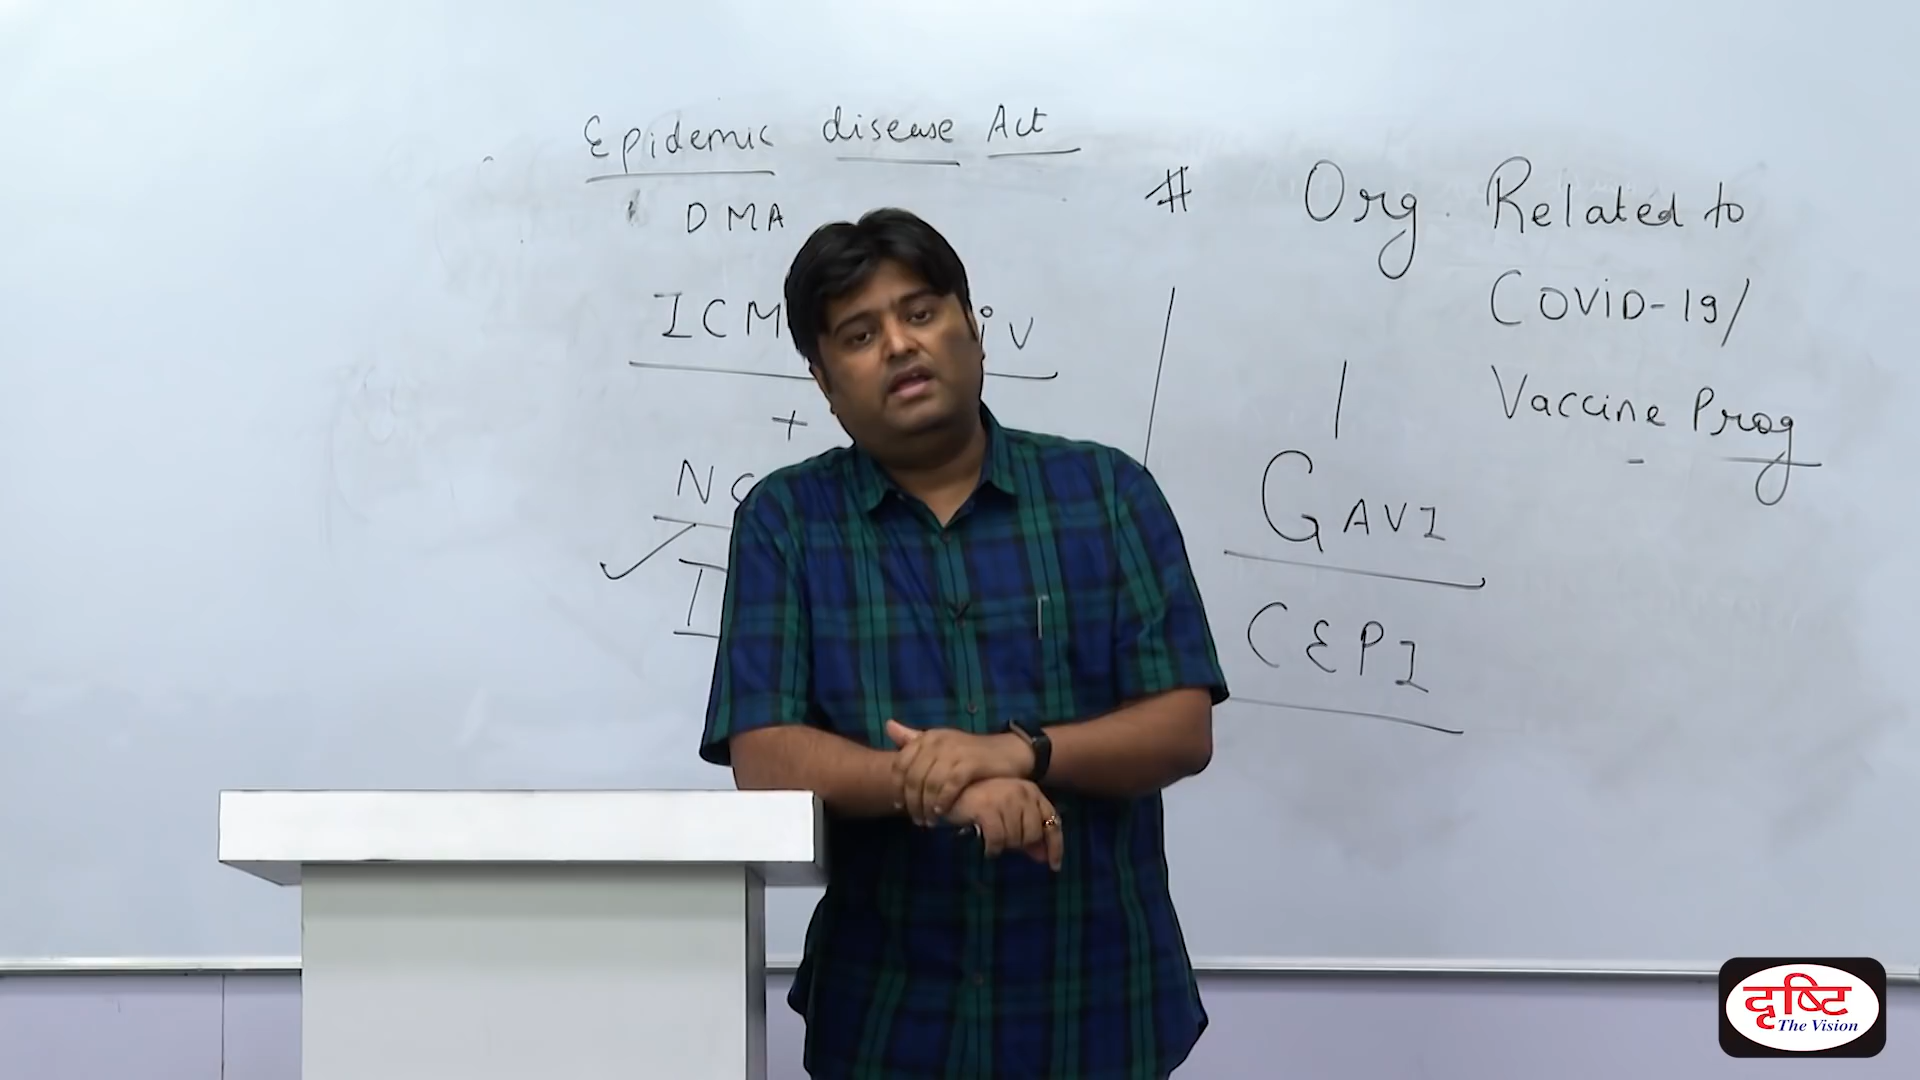 Epidemic disease Act
DMA
ICM iv
+
NC
I
# Org. Related to
COVID-19/
Vaccine Prog
GAVI
CEPI
दृष्टि
The Vision